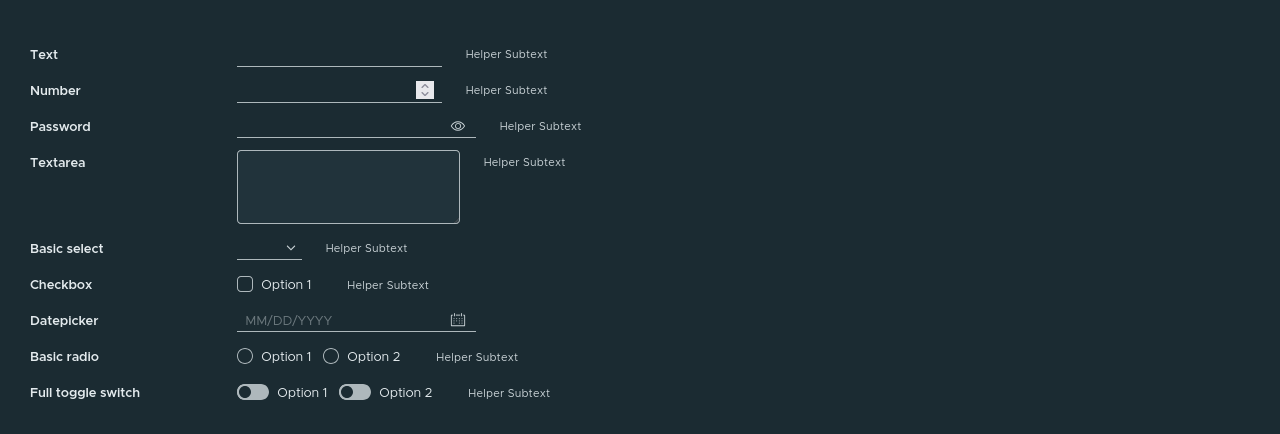 Text Helper Subtext
Number Helper Subtext
Password Helper Subtext
Textarea Helper Subtext
Basic select Helper Subtext
Checkbox Option 1 Helper Subtext
Datepicker MM/DD/YYYY
Basic radio Option 1 Option 2 Helper Subtext
Full toggle switch Option 1 Option 2 Helper Subtext